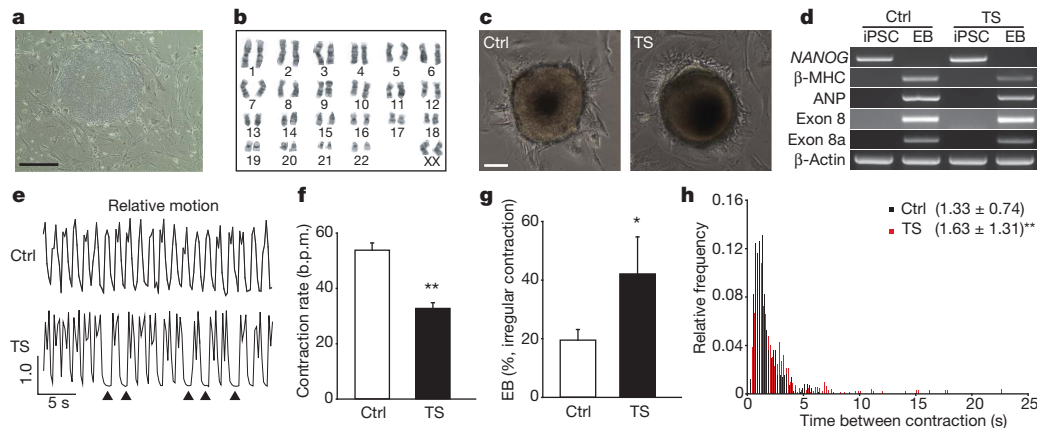 a
b
1 2 3 4 5 6
7 8 9 10 11 12
13 14 15 16 17 18
19 20 21 22 XX
c
Ctrl
TS
d
Ctrl TS
iPSC EB iPSC EB
NANOG
β-MHC
ANP
Exon 8
Exon 8a
β-Actin
e
Relative motion
Ctrl
TS
1.0
5 s
f
Contraction rate (b.p.m.)
60
40
20
0
**
Ctrl TS
g
EB (%, irregular contraction)
60
40
20
0
*
Ctrl TS
h
Ctrl (1.33 ± 0.74)
TS (1.63 ± 1.31)**
Relative frequency
0.16
0.12
0.08
0.04
0
0 5 10 15 20 25
Time between contraction (s)